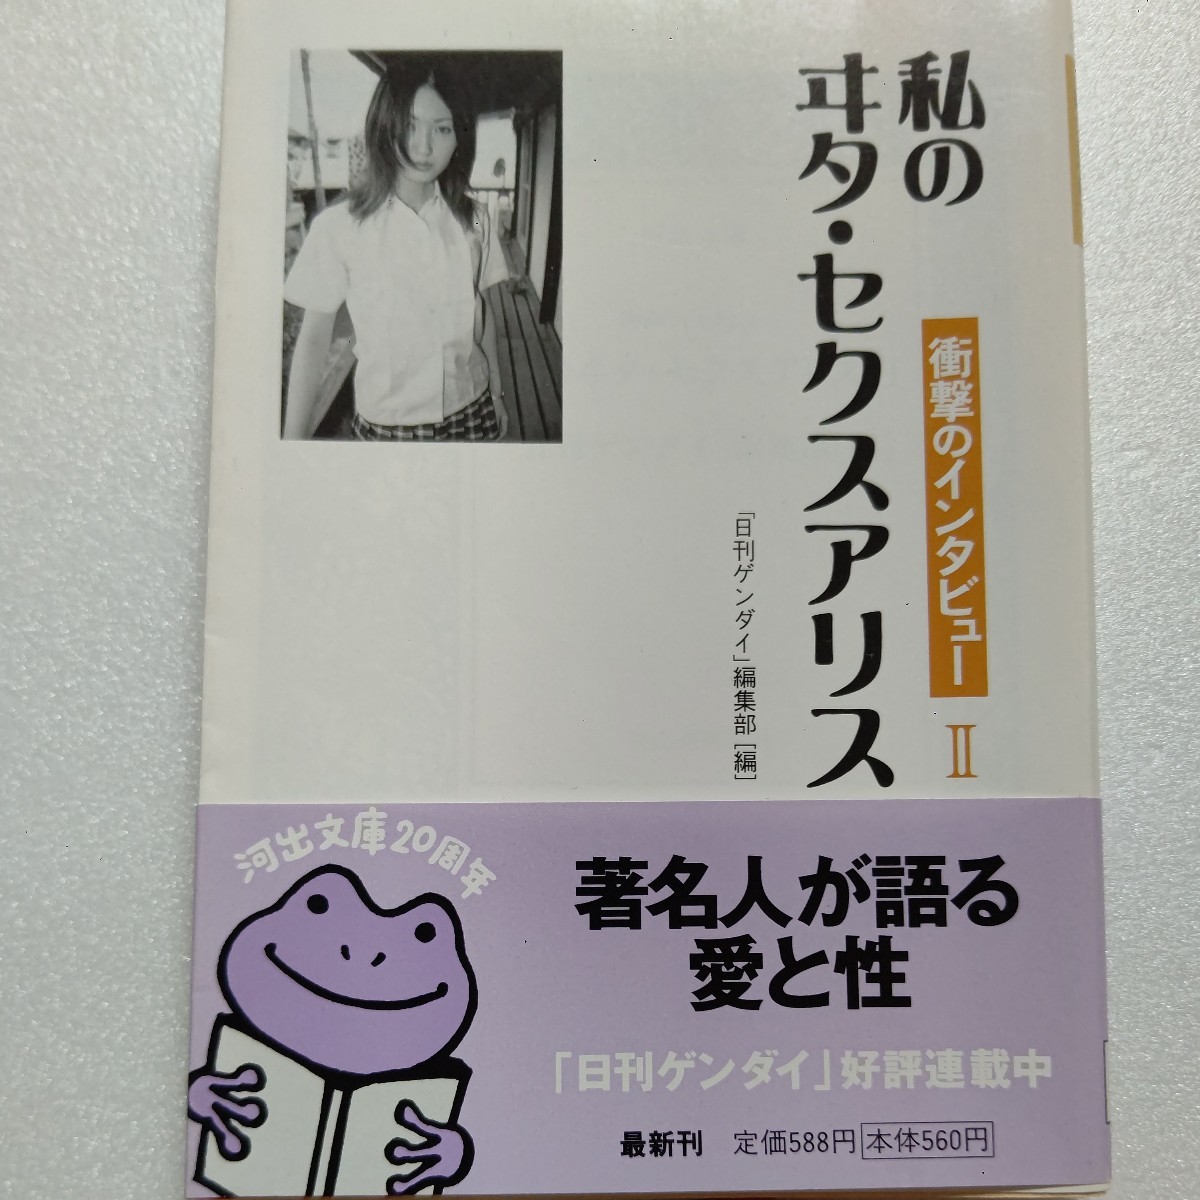 私の
ヰタ・セクスアリス
衝撃のインタビュー Ⅱ
「日刊ゲンダイ」編集部［編］
河出文庫20周年
著名人が語る
愛と性
「日刊ゲンダイ」好評連載中
最新刊 定価588円 本体560円